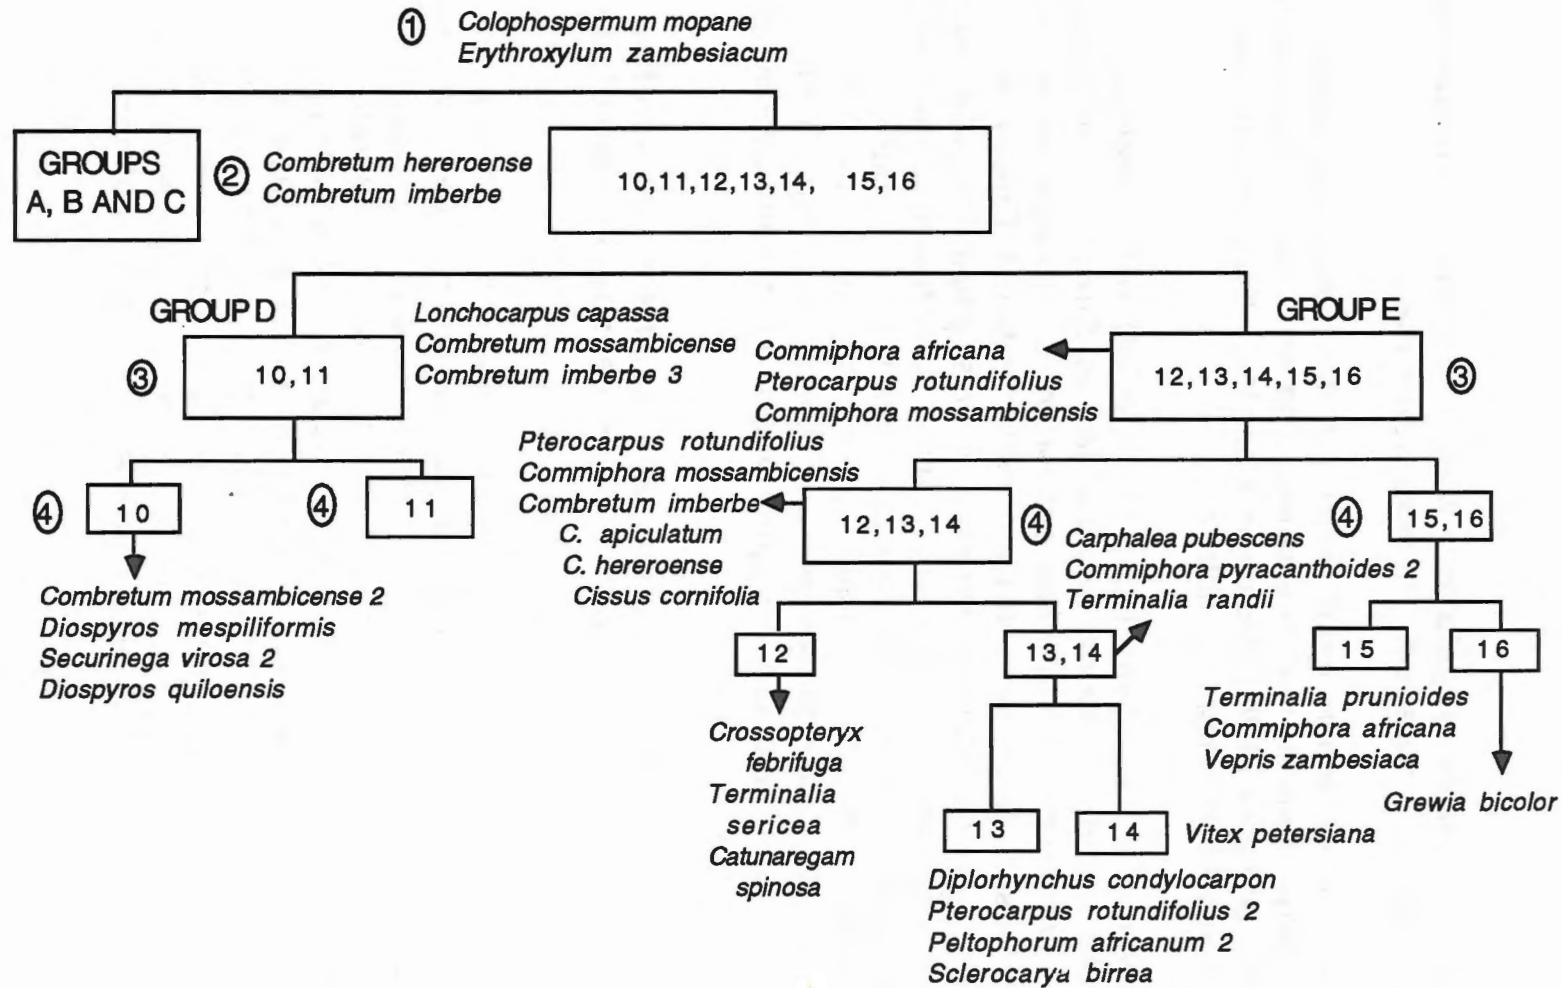 ① Colophospermum mopane
Erythroxylum zambesiacum
GROUPS
A, B AND C
② Combretum hereroense
Combretum imberbe
10,11,12,13,14, 15,16
GROUP D
③
10,11
Lonchocarpus capassa
Combretum mossambicense
Combretum imberbe 3
GROUP E
Commiphora africana
Pterocarpus rotundifolius
Commiphora mossambicensis
12,13,14,15,16
③
④
10
④
11
Combretum mossambicense 2
Diospyros mespiliformis
Securinega virosa 2
Diospyros quiloensis
Pterocarpus rotundifolius
Commiphora mossambicensis
Combretum imberbe
C. apiculatum
C. hereroense
Cissus cornifolia
12,13,14
④
Carphalea pubescens
Commiphora pyracanthoides 2
Terminalia randii
④
15,16
12
13,14
15
16
Crossopteryx
febrifuga
Terminalia
sericea
Catunaregam
spinosa
Terminalia prunioides
Commiphora africana
Vepris zambesiaca
Grewia bicolor
13
14
Vitex petersiana
Diplorhynchus condylocarpon
Pterocarpus rotundifolius 2
Peltophorum africanum 2
Sclerocarya birrea